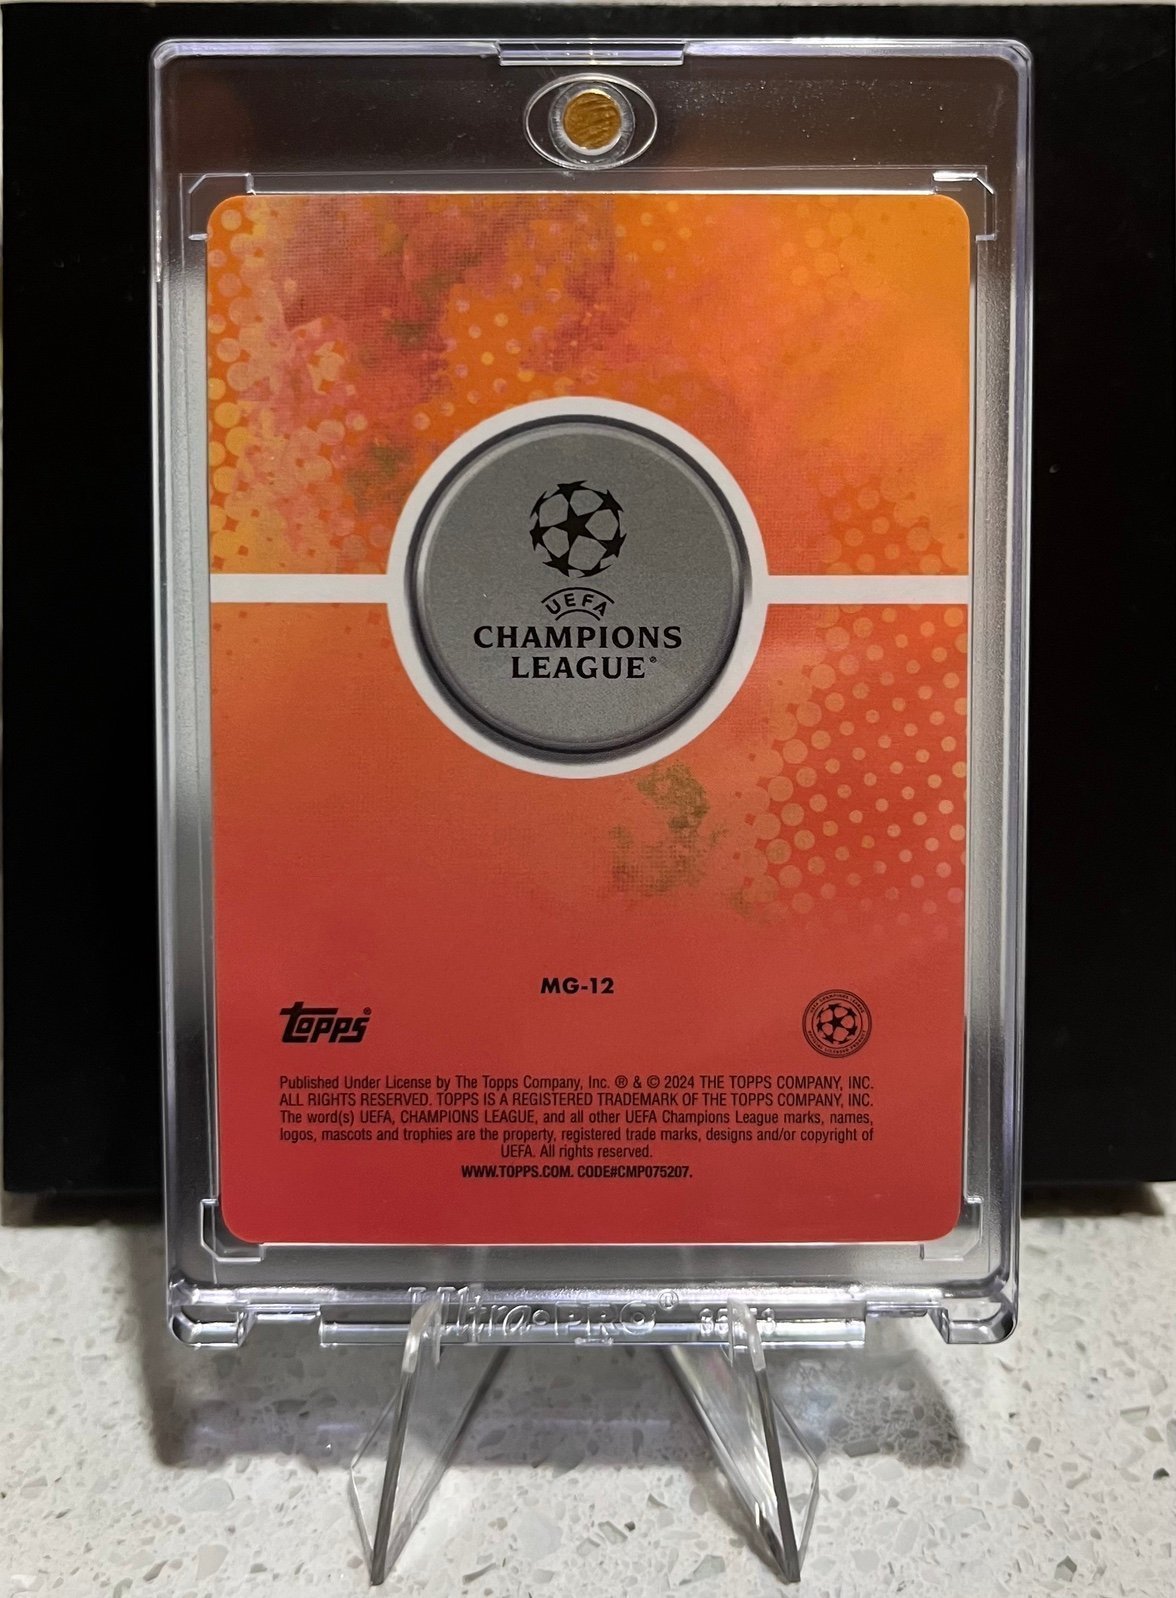 UEFA
CHAMPIONS
LEAGUE®
MG-12
topps®
Published Under License by The Topps Company, Inc. ® & © 2024 THE TOPPS COMPANY, INC.
ALL RIGHTS RESERVED. TOPPS IS A REGISTERED TRADEMARK OF THE TOPPS COMPANY, INC.
The word(s) UEFA, CHAMPIONS LEAGUE, and all other UEFA Champions League marks, names,
logos, mascots and trophies are the property, registered trade marks, designs and/or copyright of
UEFA. All rights reserved.
WWW.TOPPS.COM. CODE#CMP075207.
Ultra•PRO®